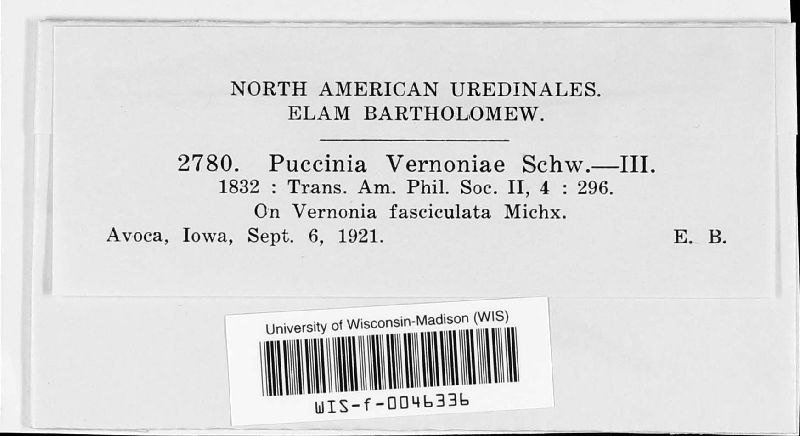 NORTH AMERICAN UREDINALES.
ELAM BARTHOLOMEW.
2780. Puccinia Vernoniae Schw.—III.
1832 : Trans. Am. Phil. Soc. II, 4 : 296.
On Vernonia fasciculata Michx.
Avoca, Iowa, Sept. 6, 1921. E. B.
University of Wisconsin-Madison (WIS)
WIS-f-0046336